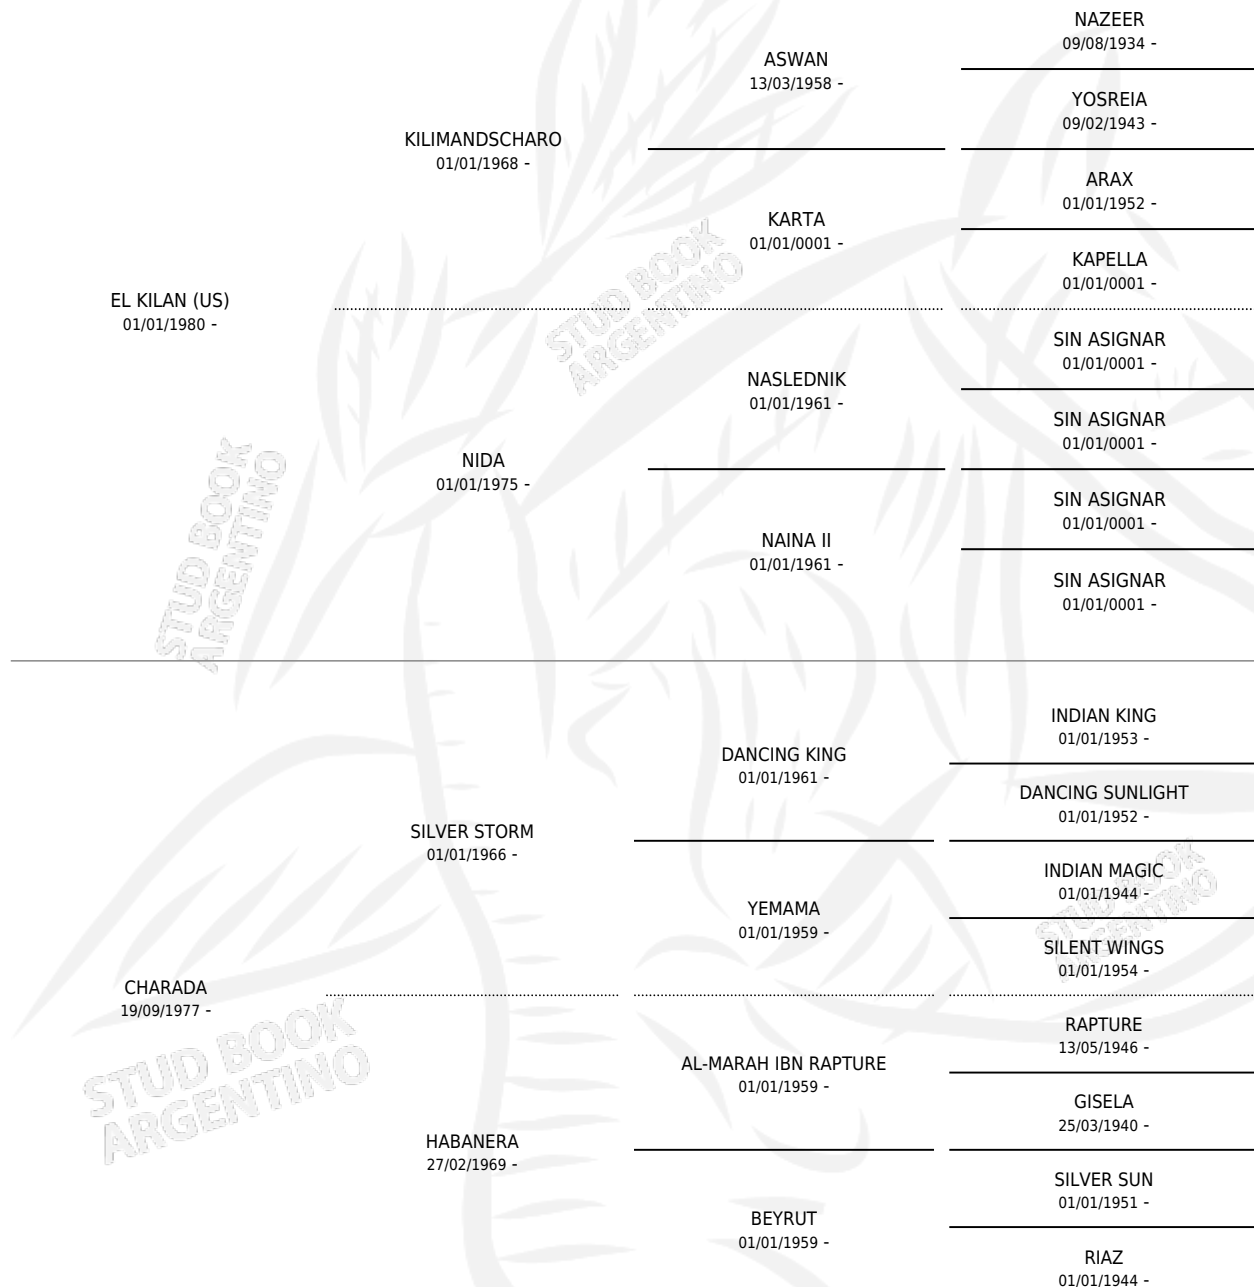 NAZEER
09/08/1934 -
ASWAN
13/03/1958 -
YOSREIA
09/02/1943 -
KILIMANDSCHARO
01/01/1968 -
ARAX
01/01/1952 -
KARTA
01/01/0001 -
KAPELLA
01/01/0001 -
EL KILAN (US)
01/01/1980 -
SIN ASIGNAR
01/01/0001 -
NASLEDNIK
01/01/1961 -
SIN ASIGNAR
01/01/0001 -
NIDA
01/01/1975 -
SIN ASIGNAR
01/01/0001 -
NAINA II
01/01/1961 -
SIN ASIGNAR
01/01/0001 -
STUD BOOK
ARGENTINO
STUD BOOK
ARGENTINO
INDIAN KING
01/01/1953 -
DANCING KING
01/01/1961 -
DANCING SUNLIGHT
01/01/1952 -
SILVER STORM
01/01/1966 -
INDIAN MAGIC
01/01/1944 -
YEMAMA
01/01/1959 -
SILENT WINGS
01/01/1954 -
STUD BOOK
ARGENTINO
CHARADA
19/09/1977 -
RAPTURE
13/05/1946 -
AL-MARAH IBN RAPTURE
01/01/1959 -
GISELA
25/03/1940 -
HABANERA
27/02/1969 -
SILVER SUN
01/01/1951 -
BEYRUT
01/01/1959 -
RIAZ
01/01/1944 -
STUD BOOK
ARGENTINO